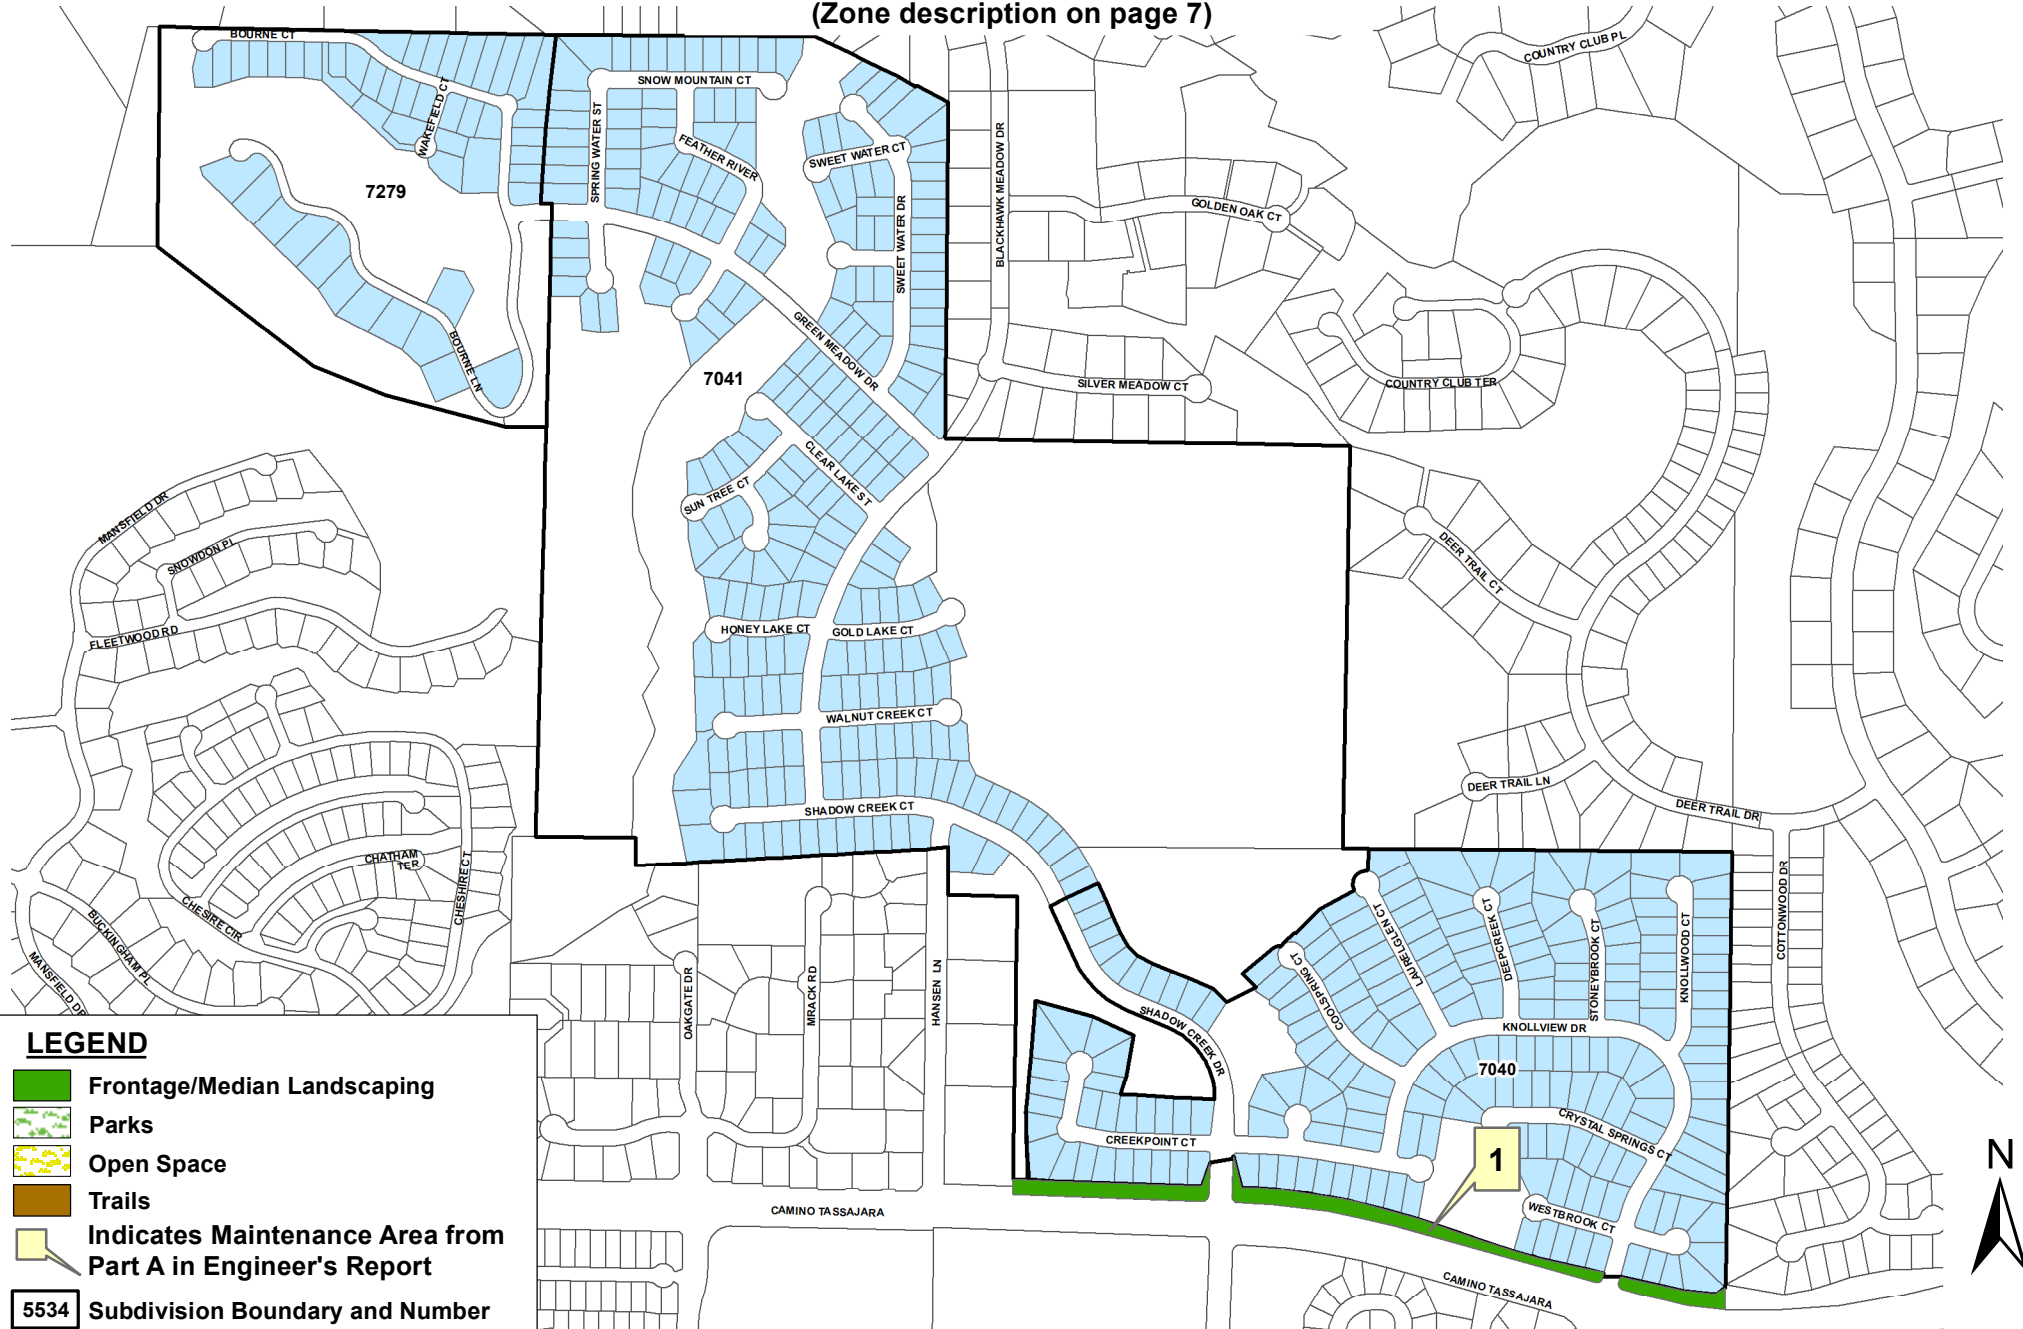 (Zone description on page 7)
BOURNE CT
COUNTRY CLUB PL
SNOW MOUNTAIN CT
WAKEFIELD CT
SPRING WATER ST
FEATHER RIVER
SWEET WATER CT
BLACKHAWK MEADOW DR
7279
SWEET WATER DR
GOLDEN OAK CT
GREEN MEADOW DR
BOURNE LN
7041
SILVER MEADOW CT
COUNTRY CLUB TER
CLEAR LAKE ST
SUN TREE CT
MANSFIELD DR
SNOWDON PL
DEER TRAIL CT
FLEETWOOD RD
HONEY LAKE CT
GOLD LAKE CT
WALNUT CREEK CT
DEER TRAIL LN
SHADOW CREEK CT
DEER TRAIL DR
CHATHAM
TER
CHESHIRE CT
CHESIRE CIR
BUCKINGHAM PL
MANSFIELD DR
COTTONWOOD DR
LAURELGLEN CT
DEEPCREEK CT
STONEYBROOK CT
KNOLLWOOD CT
COOLSPRING CT
OAKGATE DR
MRACK RD
HANSEN LN
SHADOW CREEK DR
KNOLLVIEW DR
7040
CRYSTAL SPRINGS CT
CREEKPOINT CT
1
N
WESTBROOK CT
CAMINO TASSAJARA
CAMINO TASSAJARA
LEGEND
Frontage/Median Landscaping
Parks
Open Space
Trails
Indicates Maintenance Area from
Part A in Engineer's Report
5534 Subdivision Boundary and Number